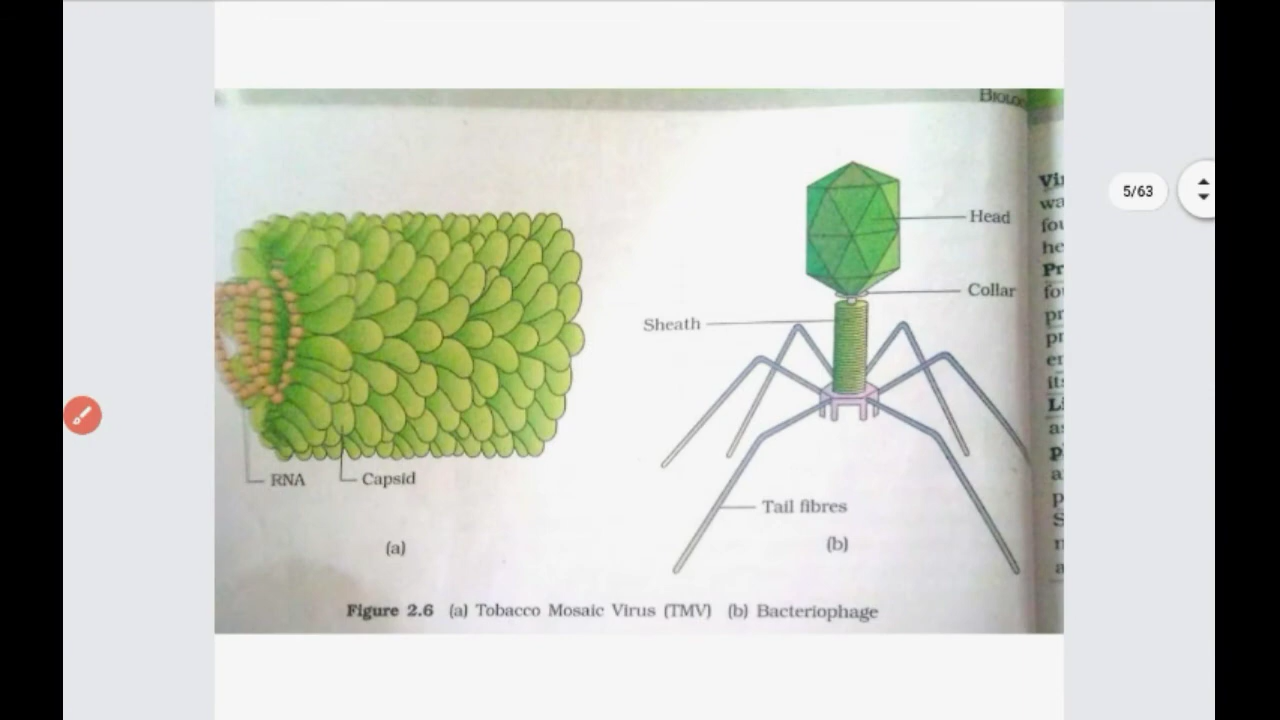 5/63
Head
Collar
Sheath
RNA
Capsid
Tail fibres
(a)
(b)
Figure 2.6 (a) Tobacco Mosaic Virus (TMV) (b) Bacteriophage